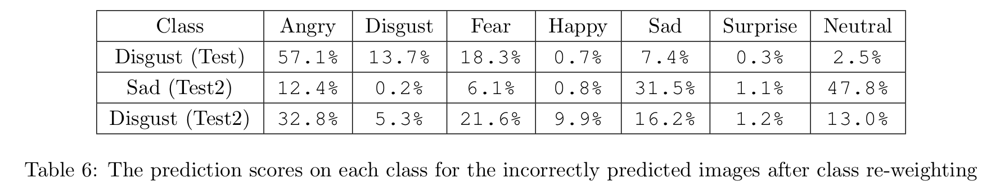 Class Angry Disgust Fear Happy Sad Surprise Neutral
Disgust (Test) 57.1% 13.7% 18.3% 0.7% 7.4% 0.3% 2.5%
Sad (Test2) 12.4% 0.2% 6.1% 0.8% 31.5% 1.1% 47.8%
Disgust (Test2) 32.8% 5.3% 21.6% 9.9% 16.2% 1.2% 13.0%
Table 6: The prediction scores on each class for the incorrectly predicted images after class re-weighting